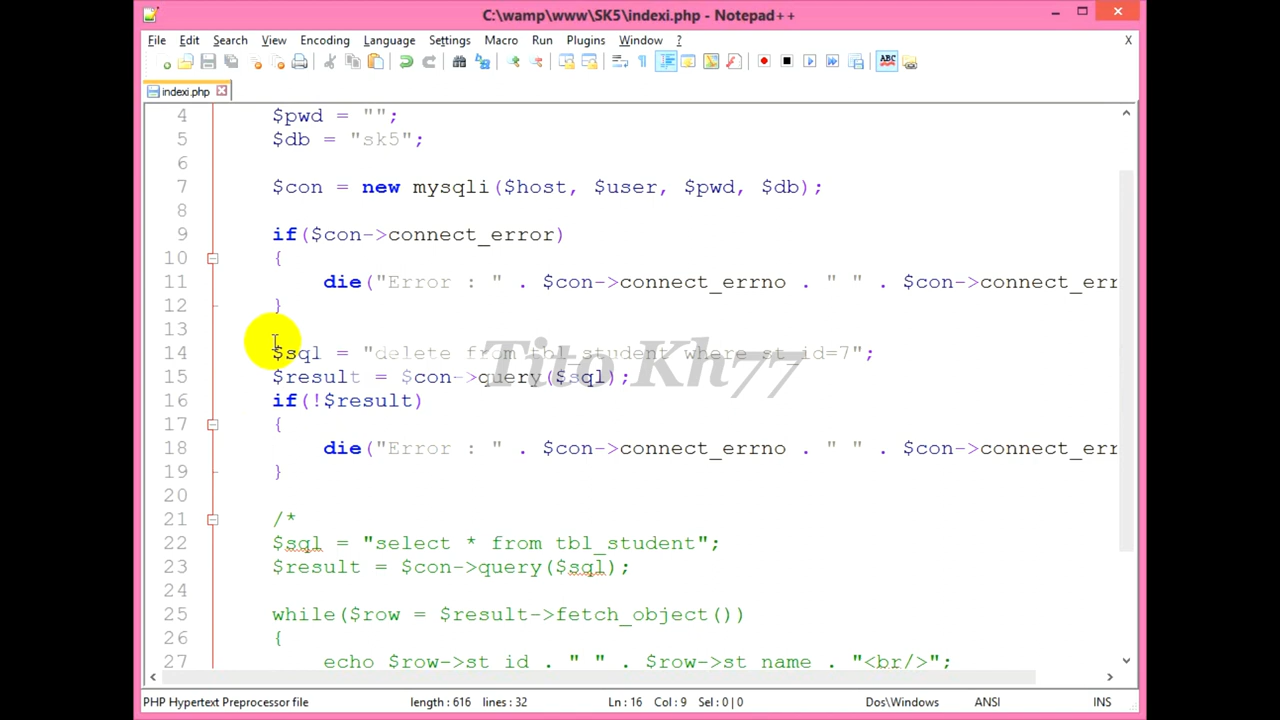 C:\wamp\www\SK5\indexi.php - Notepad++
File Edit Search View Encoding Language Settings Macro Run Plugins Window ? X
ABC
indexi.php
4 $pwd = "";
5 $db = "sk5";
6
7 $con = new mysqli($host, $user, $pwd, $db);
8
9 if($con->connect_error)
10 {
11 die("Error : " . $con->connect_errno . " " . $con->connect_err
12 }
13
14 $sql = "delete from tbl_student where st_id=7";
15 $result = $con->query($sql);
Tito Kh77
16 if(!$result)
17 {
18 die("Error : " . $con->connect_errno . " " . $con->connect_err
19 }
20
21 /*
22 $sql = "select * from tbl_student";
23 $result = $con->query($sql);
24
25 while($row = $result->fetch_object())
26 {
27 echo $row->st_id . " " . $row->st_name . "<br/>";
PHP Hypertext Preprocessor file length : 616 lines : 32 Ln : 16 Col : 9 Sel : 0 | 0 Dos\Windows ANSI INS